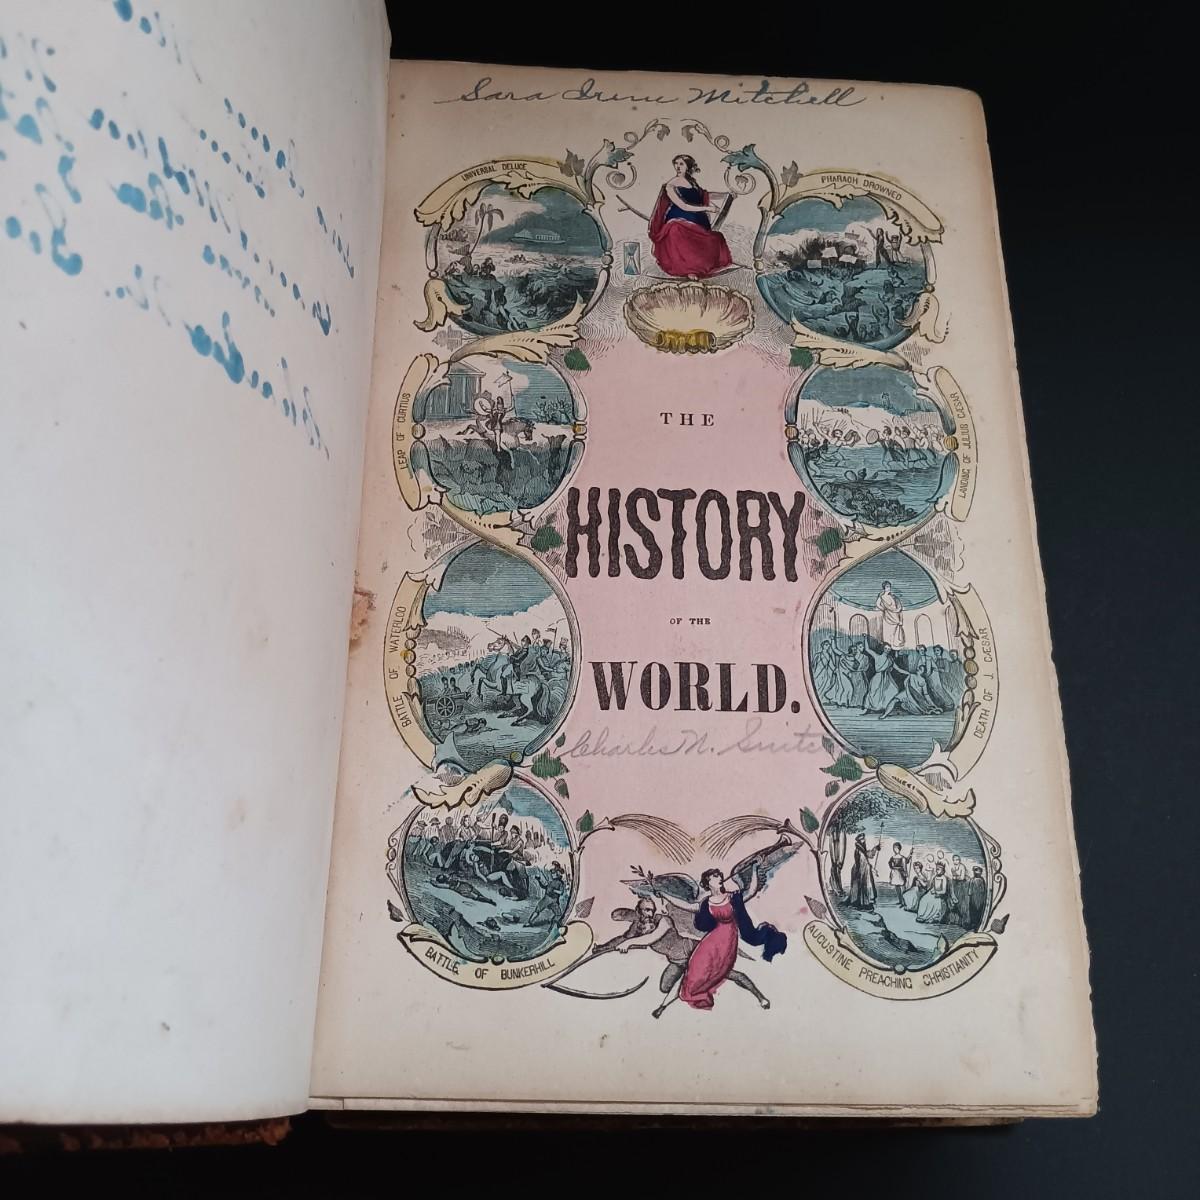 Sara Irene Mitchell
UNIVERSAL DELUGE
PHARAOH DROWNED
LEAP OF CURTIUS
LANDING OF JULIUS CÆSAR
THE
HISTORY
OF THE
WORLD.
Charles N.
BATTLE OF WATERLOO
DEATH OF J. CÆSAR
BATTLE OF BUNKERHILL
AUGUSTINE PREACHING CHRISTIANITY